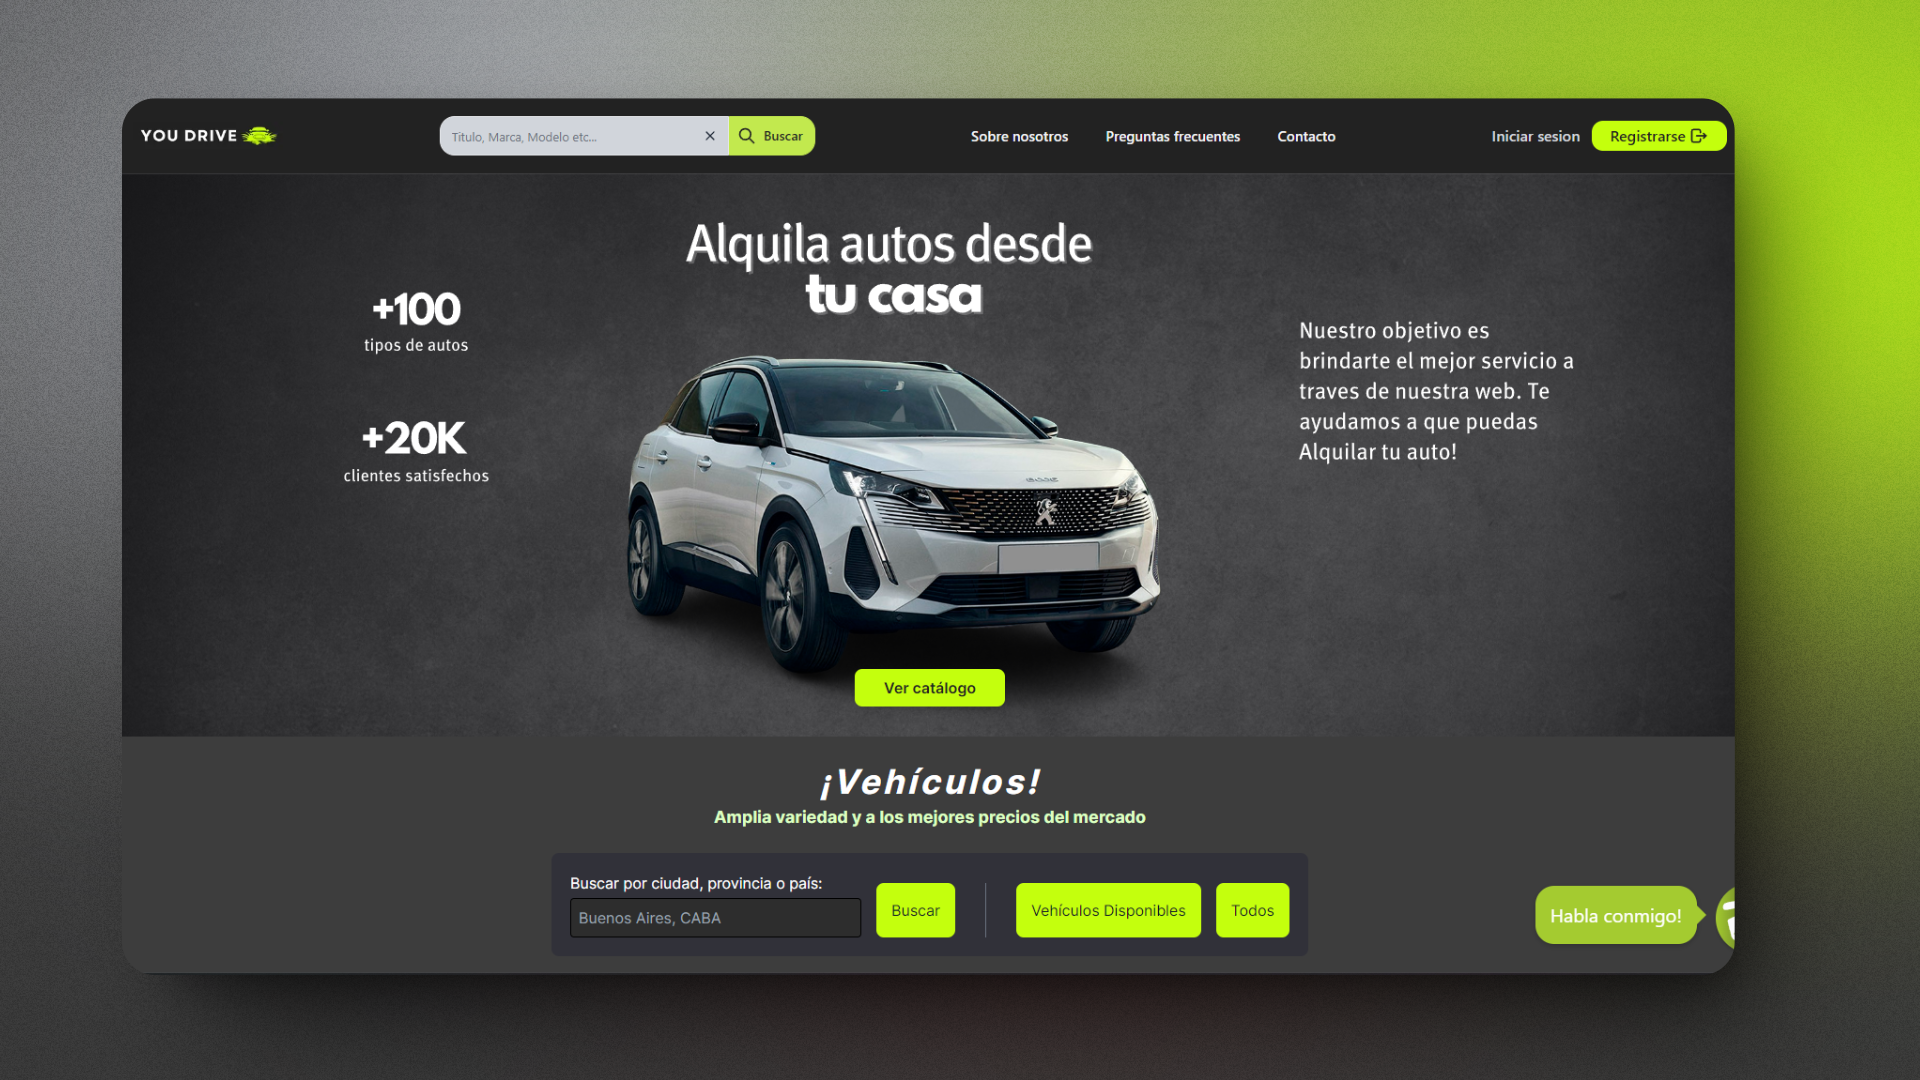 YOU DRIVE
Titulo, Marca, Modelo etc...
Buscar
Sobre nosotros
Preguntas frecuentes
Contacto
Iniciar sesion
Registrarse
Alquila autos desde
tu casa
+100
tipos de autos
+20K
clientes satisfechos
Nuestro objetivo es
brindarte el mejor servicio a
traves de nuestra web. Te
ayudamos a que puedas
Alquilar tu auto!
Ver catálogo
¡Vehículos!
Amplia variedad y a los mejores precios del mercado
Buscar por ciudad, provincia o país:
Buenos Aires, CABA
Buscar
Vehículos Disponibles
Todos
Habla conmigo!